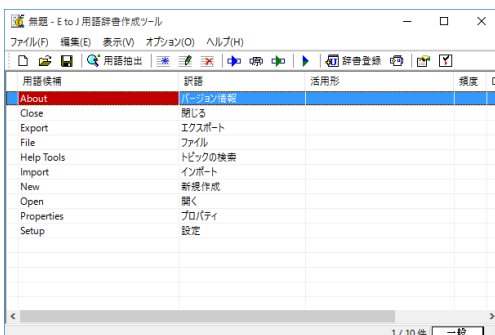 無題 - E to J 用語辞書作成ツール
ファイル(F) 編集(E) 表示(V) オプション(O) ヘルプ(H)
用語抽出 辞書登録
用語候補 訳語 活用形 頻度
About バージョン情報
Close 閉じる
Export エクスポート
File ファイル
Help Tools トピックの検索
Import インポート
New 新規作成
Open 開く
Properties プロパティ
Setup 設定
1 / 10 件 一般